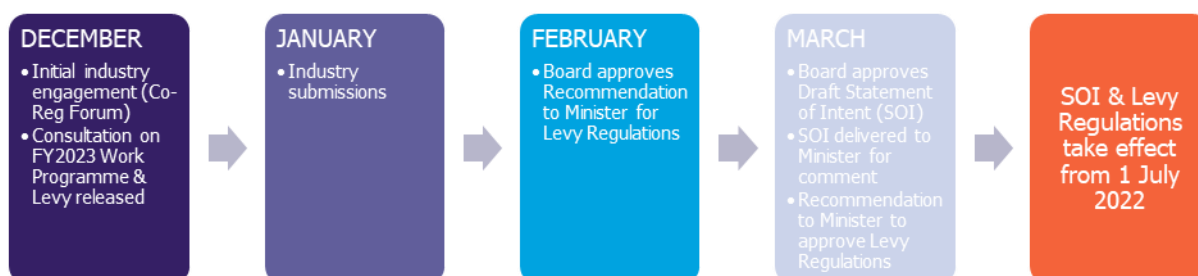 DECEMBER
• Initial industry
engagement (Co-
Reg Forum)
• Consultation on
FY2023 Work
Programme &
Levy released
JANUARY
• Industry
submissions
FEBRUARY
• Board approves
Recommendation
to Minister for
Levy Regulations
MARCH
• Board approves
Draft Statement
of Intent (SOI)
• SOI delivered to
Minister for
comment
• Recommendation
to Minister to
approve Levy
Regulations
SOI & Levy
Regulations
take effect
from 1 July
2022